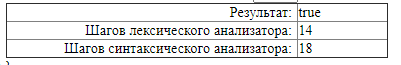 Результат: true
Шагов лексического анализатора: 14
Шагов синтаксического анализатора: 18